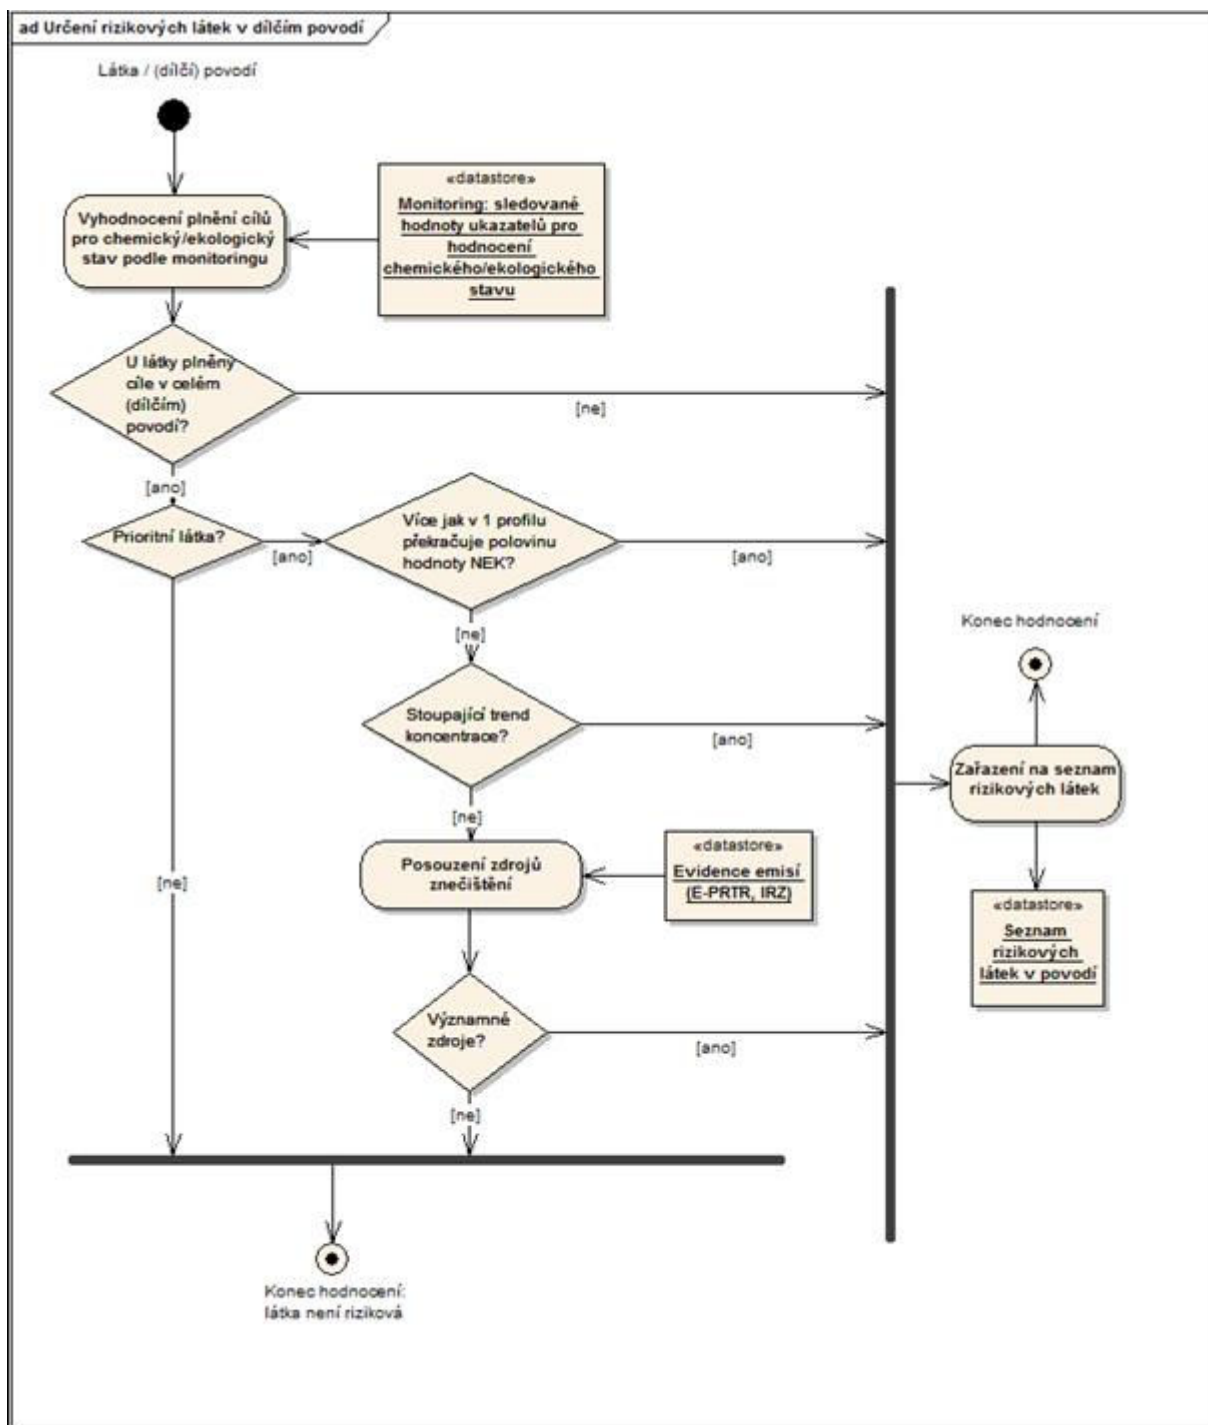 ad Určení rizikových látek v dílčím povodí
Látka / (dílčí) povodí
Vyhodnocení plnění cílů
pro chemický/ekologický
stav podle monitoringu
«datastore»
Monitoring: sledované
hodnoty ukazatelů pro
hodnocení
chemického/ekologického
stavu
U látky plněny
cíle v celém
(dílčím)
povodí?
[ne]
[ano]
Prioritní látka?
[ano]
Více jak v 1 profilu
překračuje polovinu
hodnoty NEK?
[ano]
[ne]
Konec hodnocení
Stoupající trend
koncentrace?
[ano]
Zařazení na seznam
rizikových látek
[ne]
[ne]
Posouzení zdrojů
znečištění
«datastore»
Evidence emisí
(E-PRTR, IRZ)
«datastore»
Seznam
rizikových
látek v povodí
Významné
zdroje?
[ano]
[ne]
Konec hodnocení:
látka není riziková